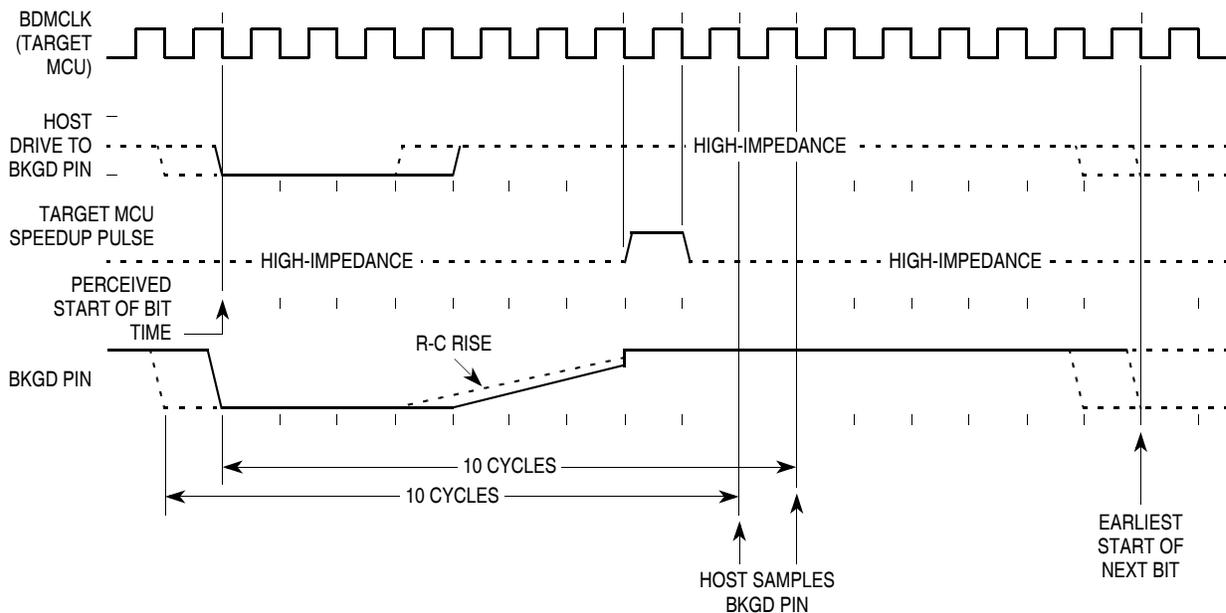 BDMCLK
(TARGET
MCU)
HOST
DRIVE TO
BKGD PIN
HIGH-IMPEDANCE
TARGET MCU
SPEEDUP PULSE
HIGH-IMPEDANCE
HIGH-IMPEDANCE
PERCEIVED
START OF BIT
TIME
R-C RISE
BKGD PIN
10 CYCLES
10 CYCLES
HOST SAMPLES
BKGD PIN
EARLIEST
START OF
NEXT BIT